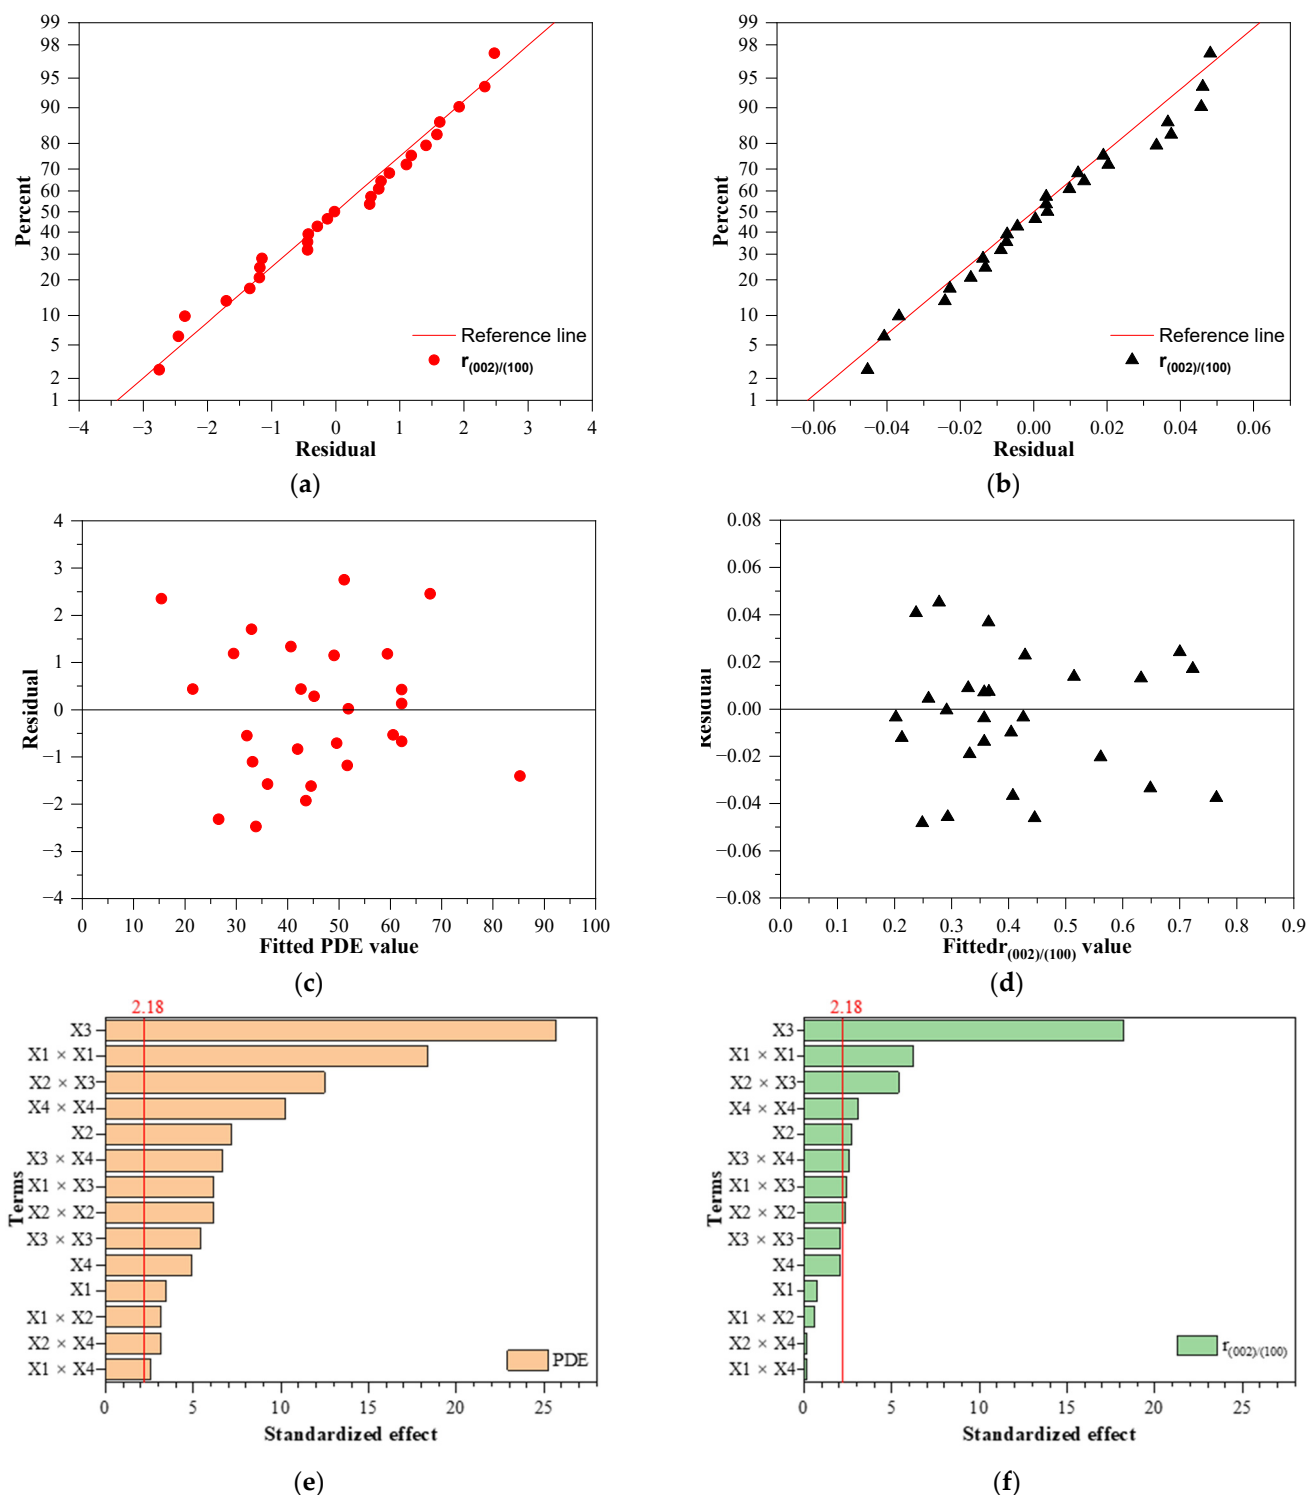 99
98
95
90
80
70
60
50
40
30
20
10
5
2
1
Percent
−4 −3 −2 −1 0 1 2 3 4
Residual
Reference line
r(002)/(100)
(a)
99
98
95
90
80
70
60
50
40
30
20
10
5
2
1
Percent
−0.06 −0.04 −0.02 0.00 0.02 0.04 0.06
Residual
Reference line
r(002)/(100)
(b)
4
3
2
1
0
−1
−2
−3
−4
Residual
0 10 20 30 40 50 60 70 80 90 100
Fitted PDE value
(c)
0.08
0.06
0.04
0.02
0.00
−0.02
−0.04
−0.06
−0.08
Residual
0.0 0.1 0.2 0.3 0.4 0.5 0.6 0.7 0.8 0.9
Fittedr(002)/(100) value
(d)
2.18
X3
X1 × X1
X2 × X3
X4 × X4
X2
X3 × X4
X1 × X3
X2 × X2
X3 × X3
X4
X1
X1 × X2
X2 × X4
X1 × X4
Terms
PDE
0 5 10 15 20 25
Standardized effect
(e)
2.18
X3
X1 × X1
X2 × X3
X4 × X4
X2
X3 × X4
X1 × X3
X2 × X2
X3 × X3
X4
X1
X1 × X2
X2 × X4
X1 × X4
Terms
r(002)/(100)
0 5 10 15 20 25
Standardized effect
(f)